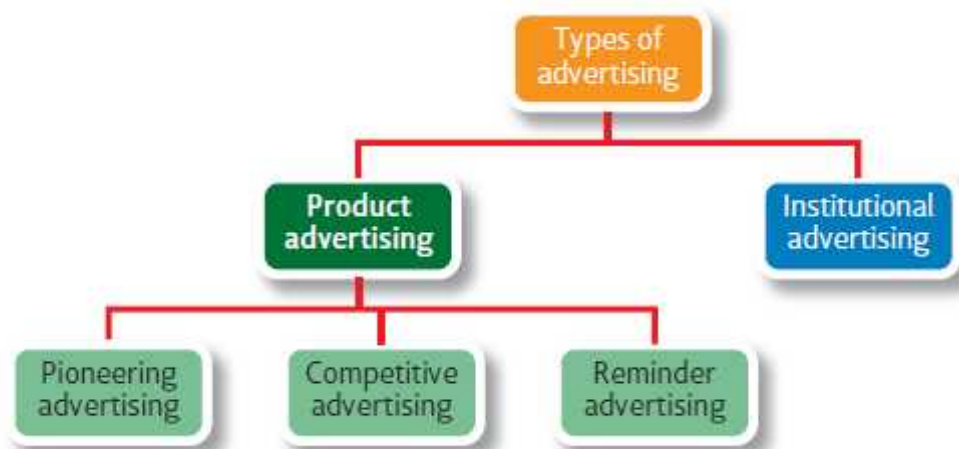 Types of
advertising
Product
advertising
Institutional
advertising
Pioneering
advertising
Competitive
advertising
Reminder
advertising